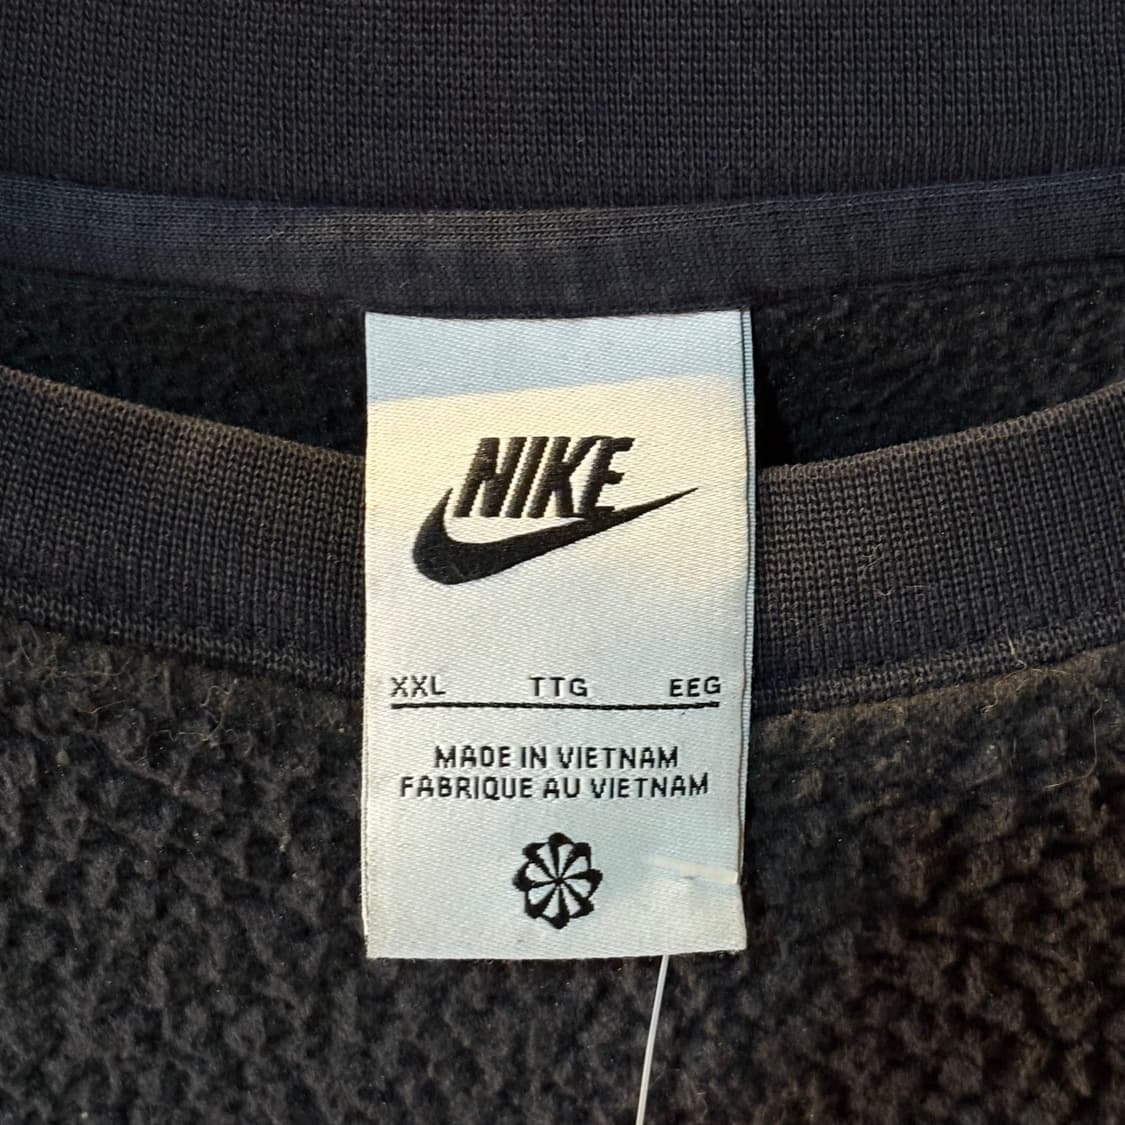 NIKE
XXL TTG EEG
MADE IN VIETNAM
FABRIQUE AU VIETNAM